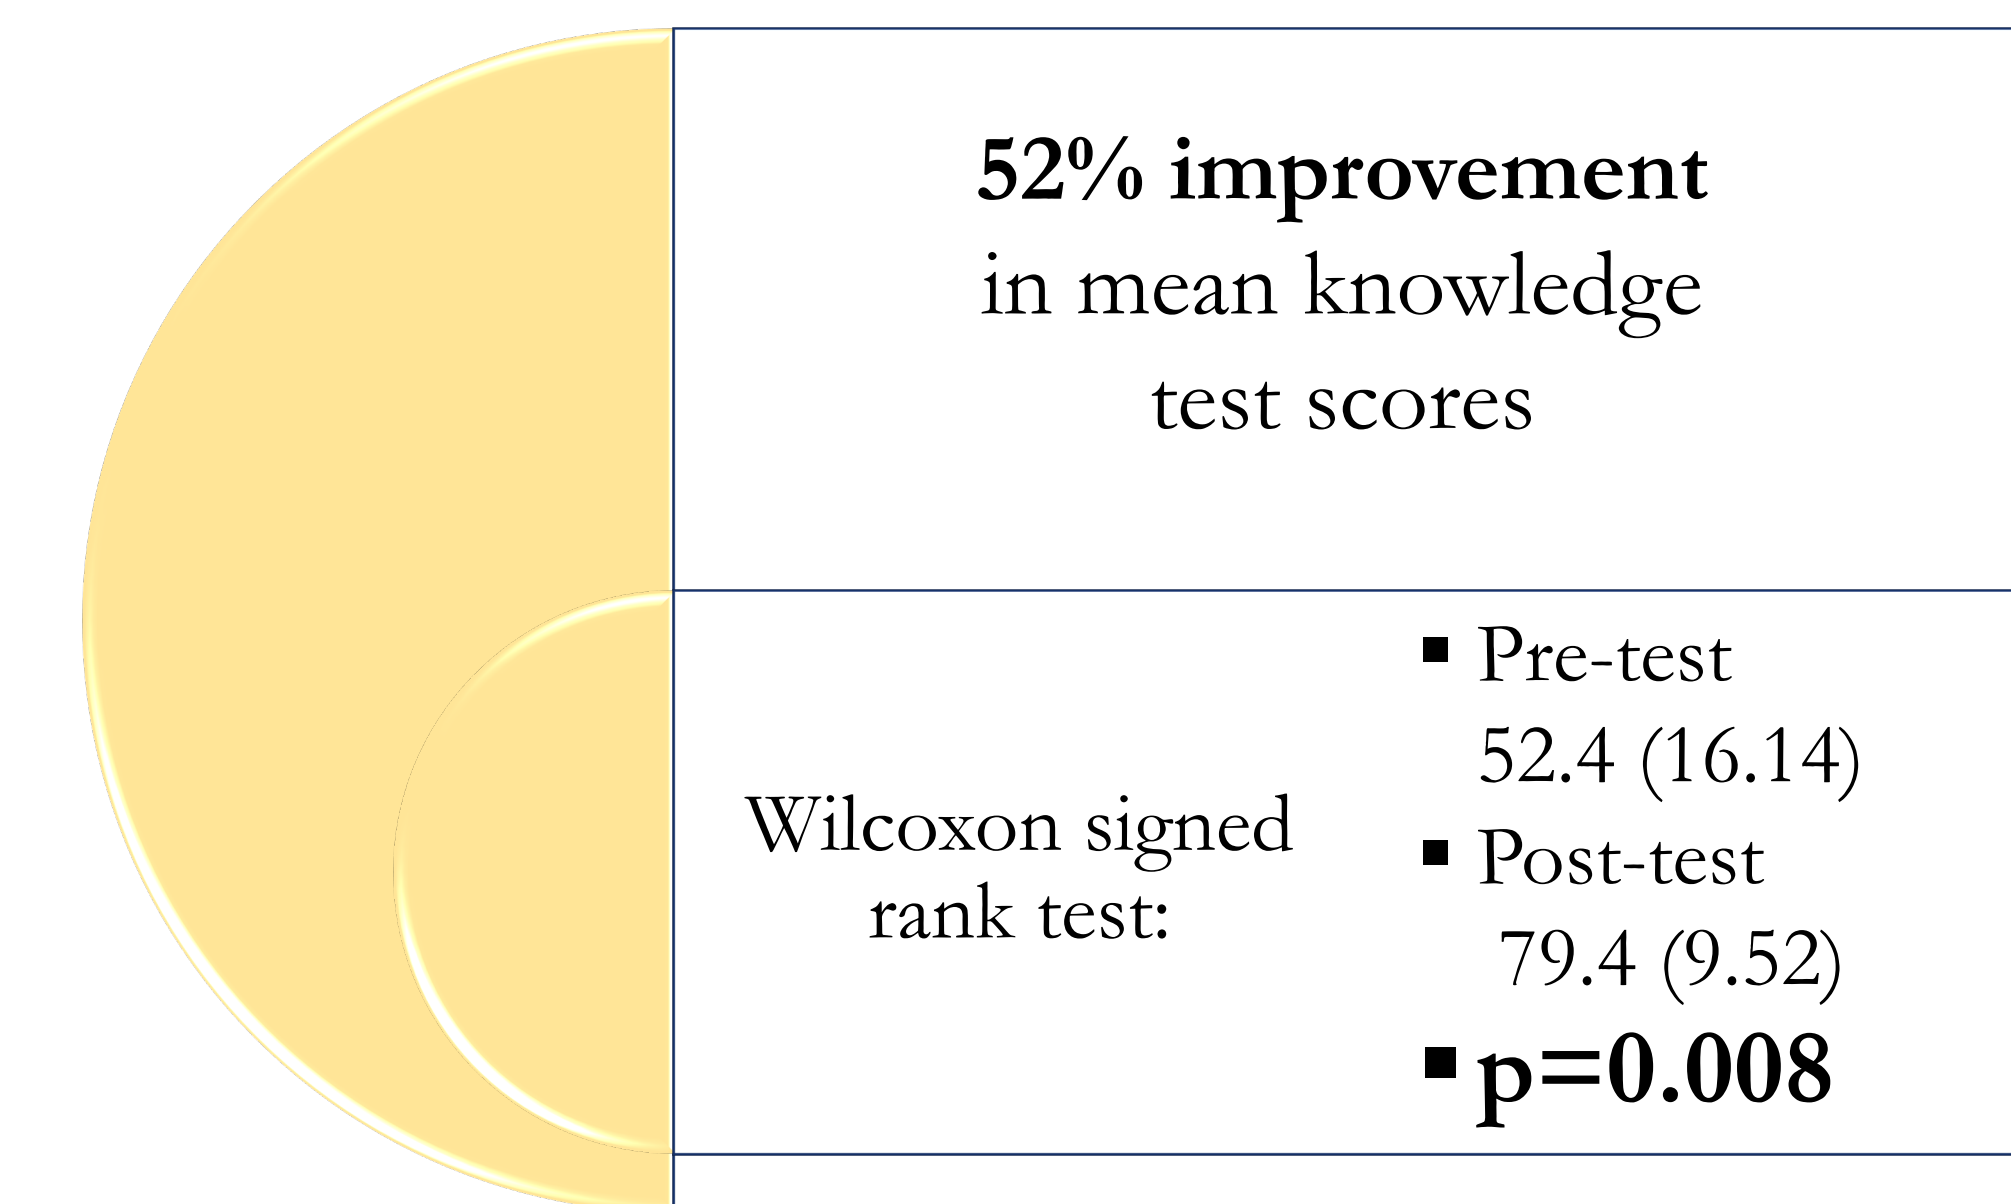 52% improvement
in mean knowledge
test scores
Wilcoxon signed
rank test:
▪ Pre-test
52.4 (16.14)
▪ Post-test
79.4 (9.52)
▪ p=0.008